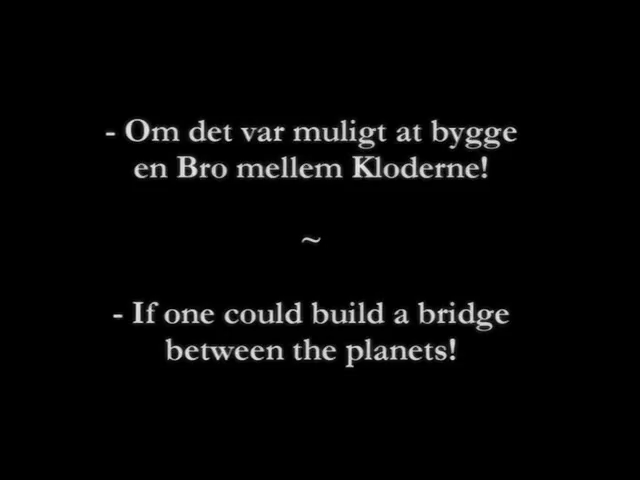 - Om det var muligt at bygge
en Bro mellem Kloderne!
~
- If one could build a bridge
between the planets!